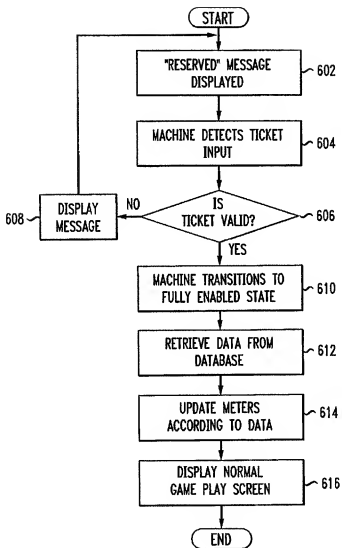 START
"RESERVED" MESSAGE
DISPLAYED
602
MACHINE DETECTS TICKET
INPUT
604
IS
TICKET VALID?
606
NO
DISPLAY
MESSAGE
608
YES
MACHINE TRANSITIONS TO
FULLY ENABLED STATE
610
RETRIEVE DATA FROM
DATABASE
612
UPDATE METERS
ACCORDING TO DATA
614
DISPLAY NORMAL
GAME PLAY SCREEN
616
END